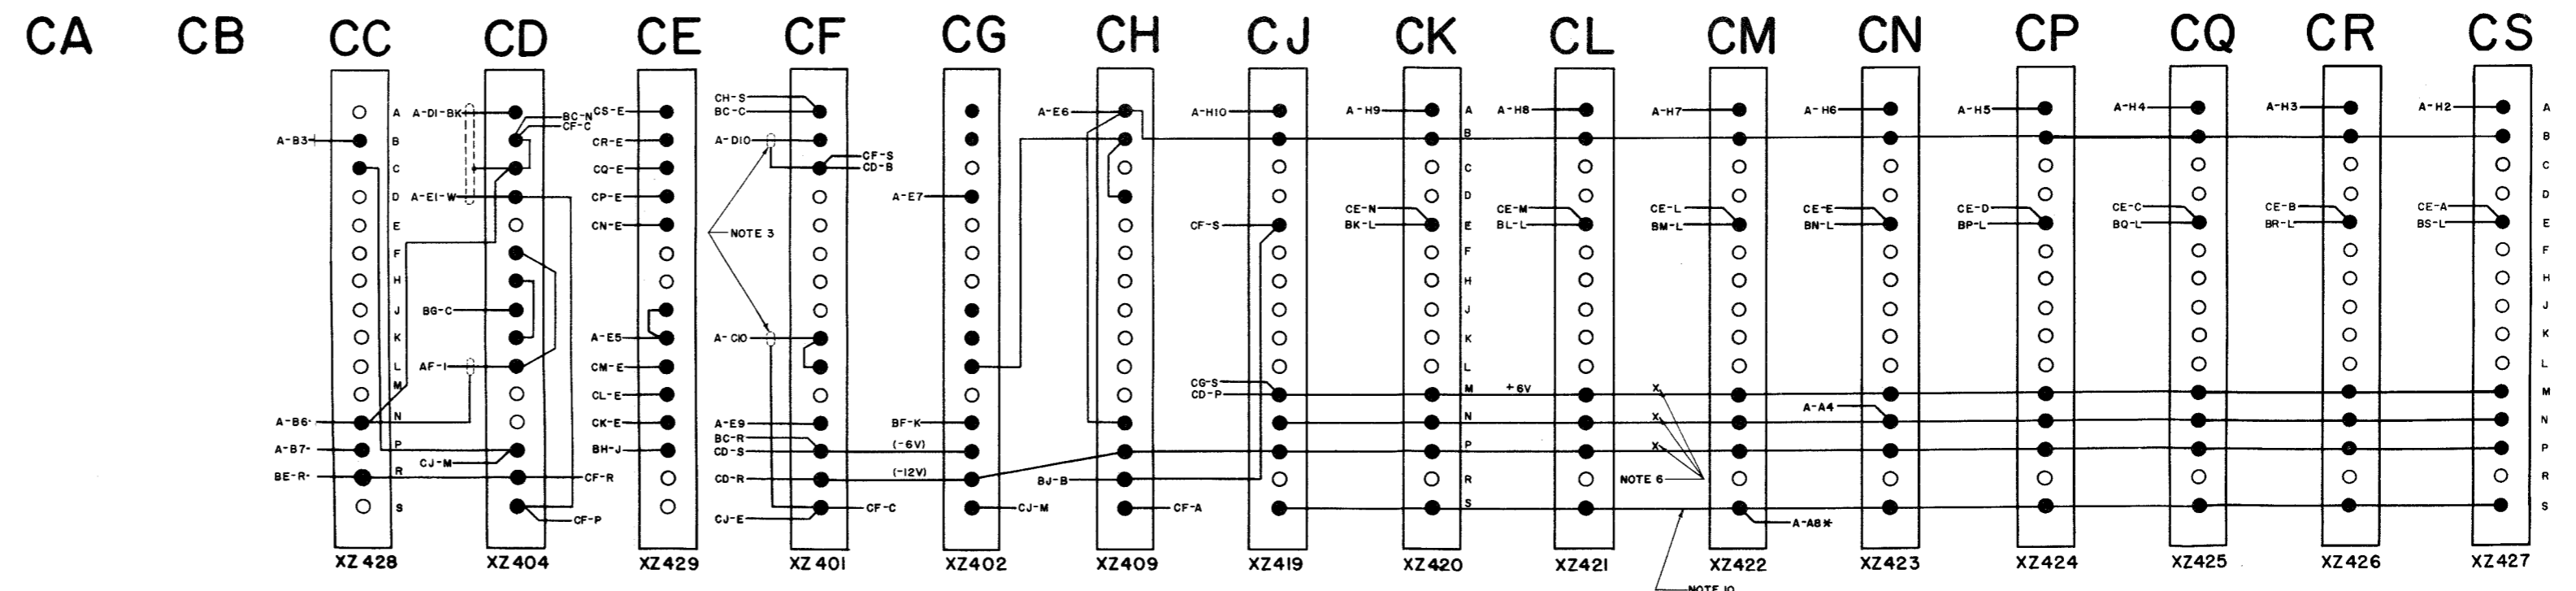 CA CB CC CD CE CF CG CH CJ CK CL CM CN CP CQ CR CS
CH-S
A A-D1-BK CS-E BC-C A-E6 A-H10 A-H9 A A-H8 A-H7 A-H6 A-H5 A-H4 A-H3 A-H2 A
BC-N
CF-C
A-B3 B CR-E A-D10 B B
CF-S
C CQ-E CD-B C C
D A-E1-W CP-E A-E7 D D
CE-N CE-M CE-L CE-E CE-D CE-C CE-B CE-A
E CN-E CF-S BK-L E BL-L BM-L BN-L BP-L BQ-L BR-L BS-L E
NOTE 3
F F F
H H H
J BG-C J J
K A-E5 A-C10 K K
L AF-1 CM-E L L
CG-S
M CL-E CD-P M +6V X M
A-A4
A-B6 N CK-E A-E9 BF-K N X N
BC-R
A-B7- P BH-J CD-S (-6V) P X P
CJ-M
BE-R- R CF-R CD-R (-12V) BJ-B R NOTE 6 R
S CF-C CJ-M CF-A S S
CF-P CJ-E A-A8*
XZ428 XZ404 XZ429 XZ401 XZ402 XZ409 XZ419 XZ420 XZ421 XZ422 XZ423 XZ424 XZ425 XZ426 XZ427
NOTE 10